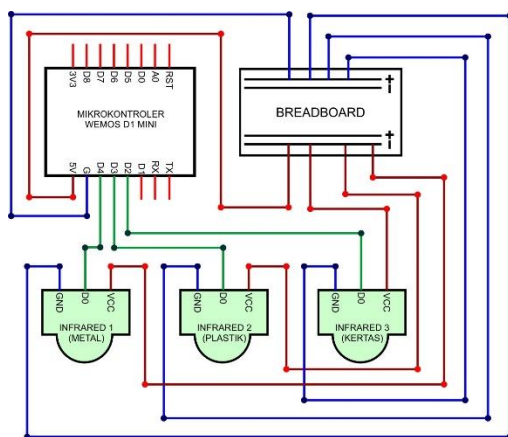 3V3
D8
D7
D6
D5
D0
A0
RST
MIKROKONTROLER
WEMOS D1 MINI
5V
G
D4
D3
D2
D1
RX
TX
+
-
BREADBOARD
+
-
GND
D0
VCC
INFRARED 1
(METAL)
GND
D0
VCC
INFRARED 2
(PLASTIK)
GND
D0
VCC
INFRARED 3
(KERTAS)